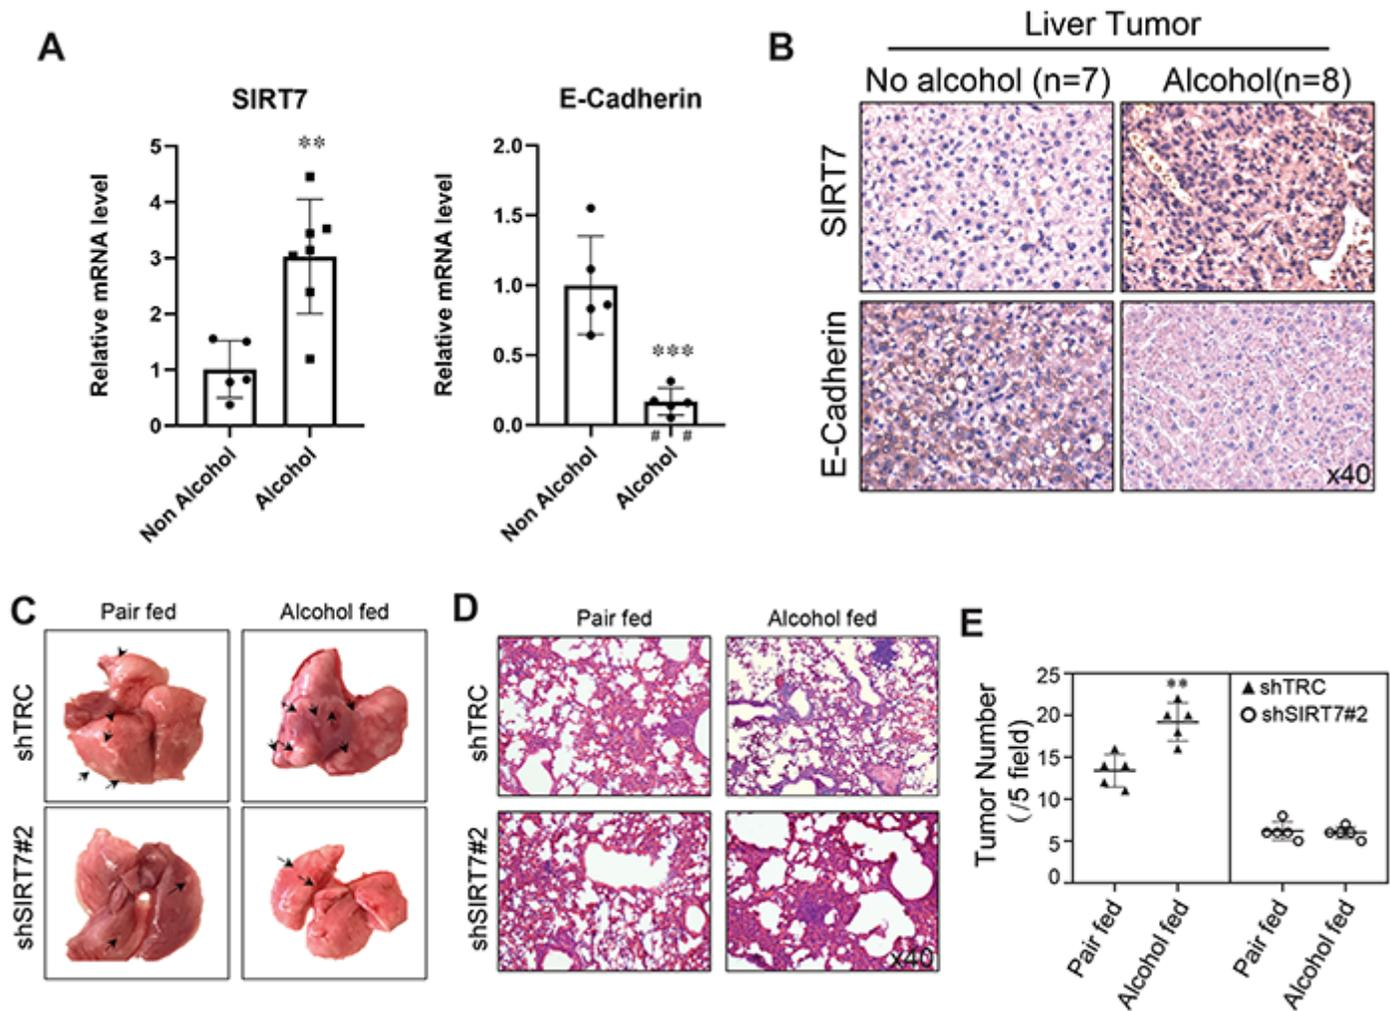 A
SIRT7
Relative mRNA level
5
4
3
2
1
0
**
Non Alcohol
Alcohol
E-Cadherin
Relative mRNA level
2.0
1.5
1.0
0.5
0.0
***
# #
Non Alcohol
Alcohol
B
Liver Tumor
No alcohol (n=7) Alcohol(n=8)
SIRT7
E-Cadherin
x40
C
Pair fed Alcohol fed
shTRC
shSIRT7#2
D
Pair fed Alcohol fed
shTRC
shSIRT7#2
x40
E
Tumor Number
(/5 field)
25
20
15
10
5
0
**
shTRC
shSIRT7#2
Pair fed
Alcohol fed
Pair fed
Alcohol fed